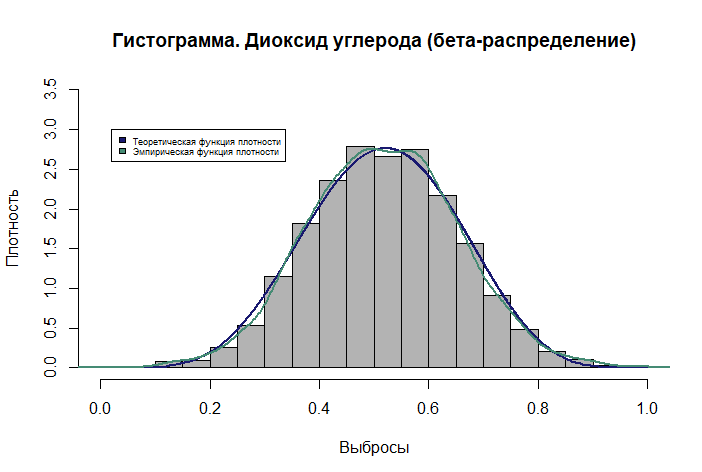 Гистограмма. Диоксид углерода (бета-распределение)
Плотность
3.5
3.0
2.5
2.0
1.5
1.0
0.5
0.0
Теоретическая функция плотности
Эмпирическая функция плотности
0.0 0.2 0.4 0.6 0.8 1.0
Выбросы